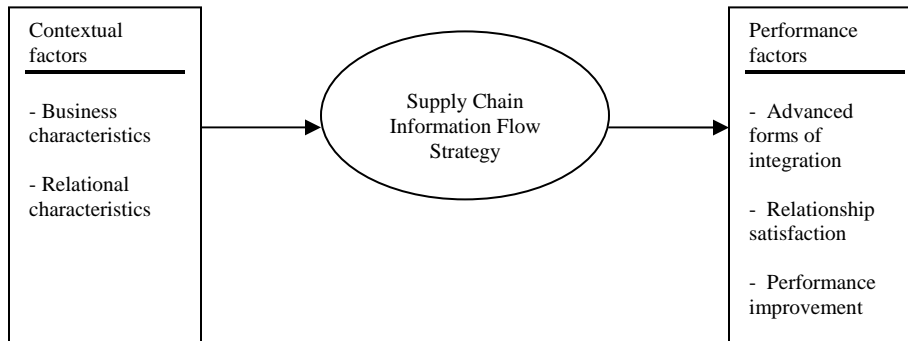 Contextual
factors
- Business
characteristics
- Relational
characteristics
Supply Chain
Information Flow
Strategy
Performance
factors
- Advanced
forms of
integration
- Relationship
satisfaction
- Performance
improvement